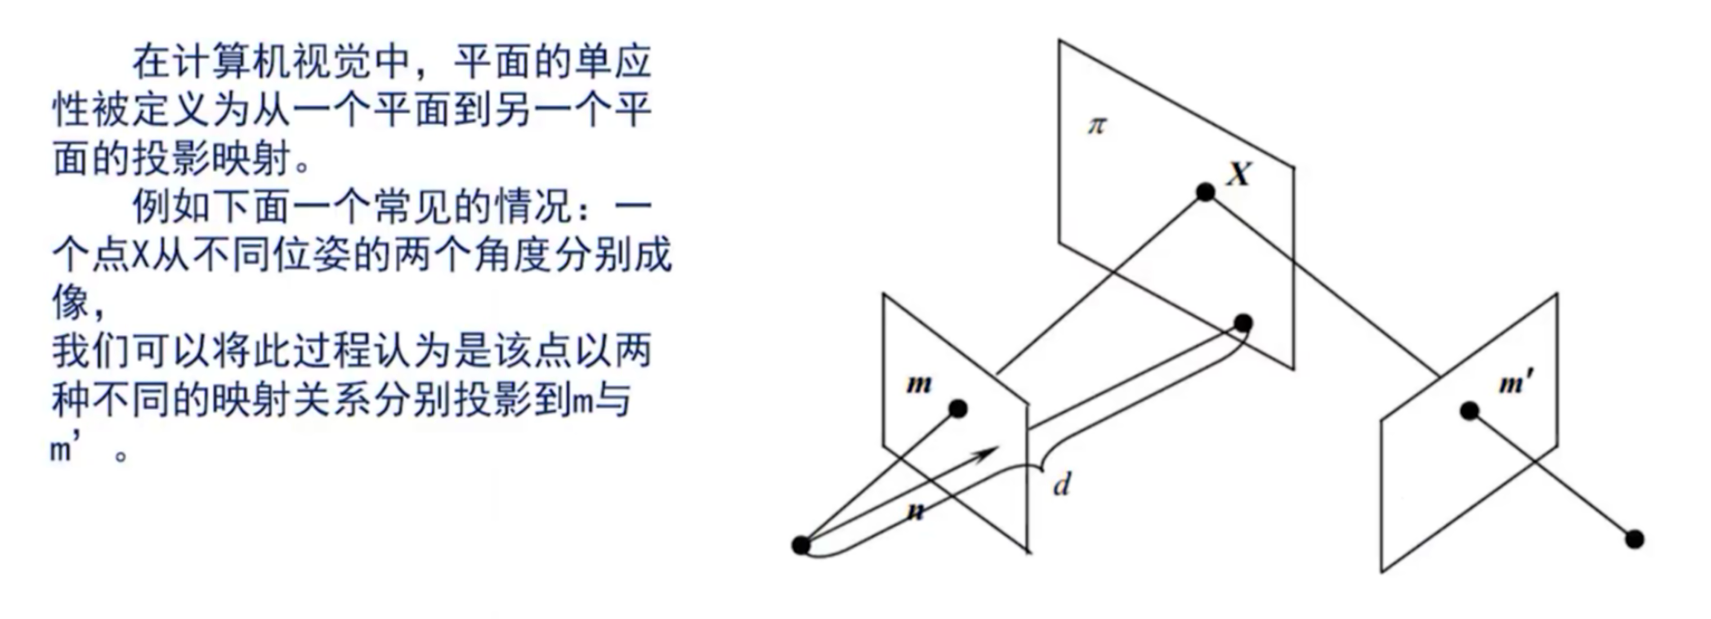 在计算机视觉中，平面的单应
性被定义为从一个平面到另一个平
面的投影映射。
例如下面一个常见的情况：一
个点X从不同位姿的两个角度分别成
像，
我们可以将此过程认为是该点以两
种不同的映射关系分别投影到m与
m’。
π
X
m
m′
n
d